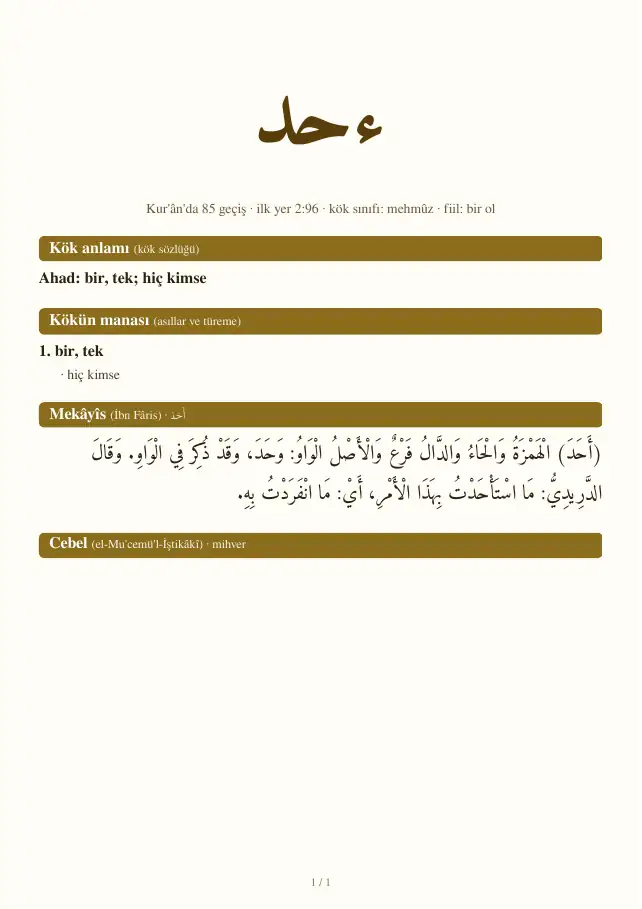 ءحد
Kur'ân'da 85 geçiş · ilk yer 2:96 · kök sınıfı: mehmûz · fiil: bir ol
Kök anlamı (kök sözlüğü)
Ahad: bir, tek; hiç kimse
Kökün manası (asıllar ve türeme)
1. bir, tek
· hiç kimse
Mekâyîs (İbn Fâris) · أحد
(أَحَدَ) الْهَمْزَةُ وَالْحَاءُ وَالدَّالُ فَرْعٌ وَالْأَصْلُ الْوَاوُ: وَحَدَ، وَقَدْ ذُكِرَ فِي الْوَاوِ. وَقَالَ
الدَّرِيدِيُّ: مَا اسْتَأْحَدْتُ بِهَذَا الْأَمْرِ، أَيْ: مَا انْفَرَدْتُ بِهِ.
Cebel (el-Mu'cemü'l-İştikâkî) · mihver
1 / 1